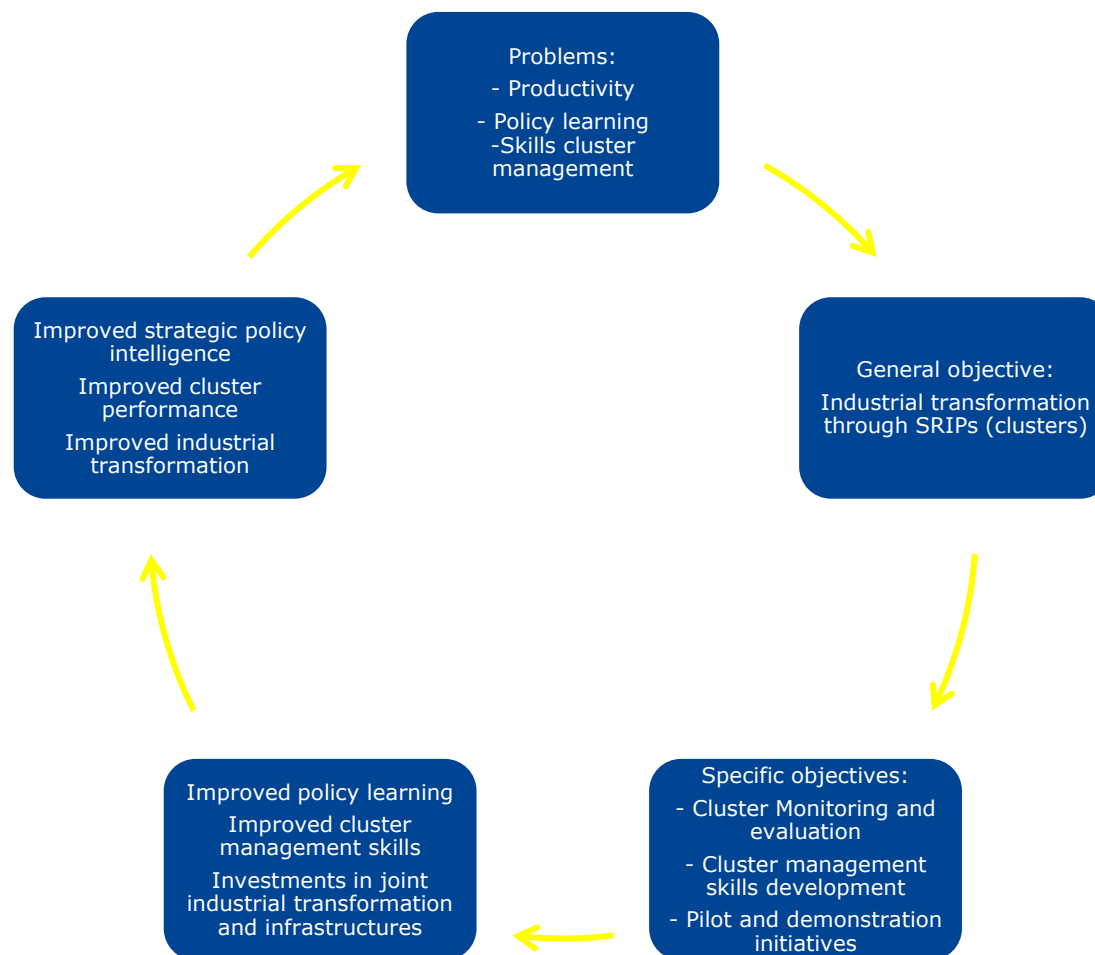 Problems:
- Productivity
- Policy learning
-Skills cluster
management
General objective:
Industrial transformation
through SRIPs (clusters)
Specific objectives:
- Cluster Monitoring and
evaluation
- Cluster management
skills development
- Pilot and demonstration
initiatives
Improved policy learning
Improved cluster
management skills
Investments in joint
industrial transformation
and infrastructures
Improved strategic policy
intelligence
Improved cluster
performance
Improved industrial
transformation